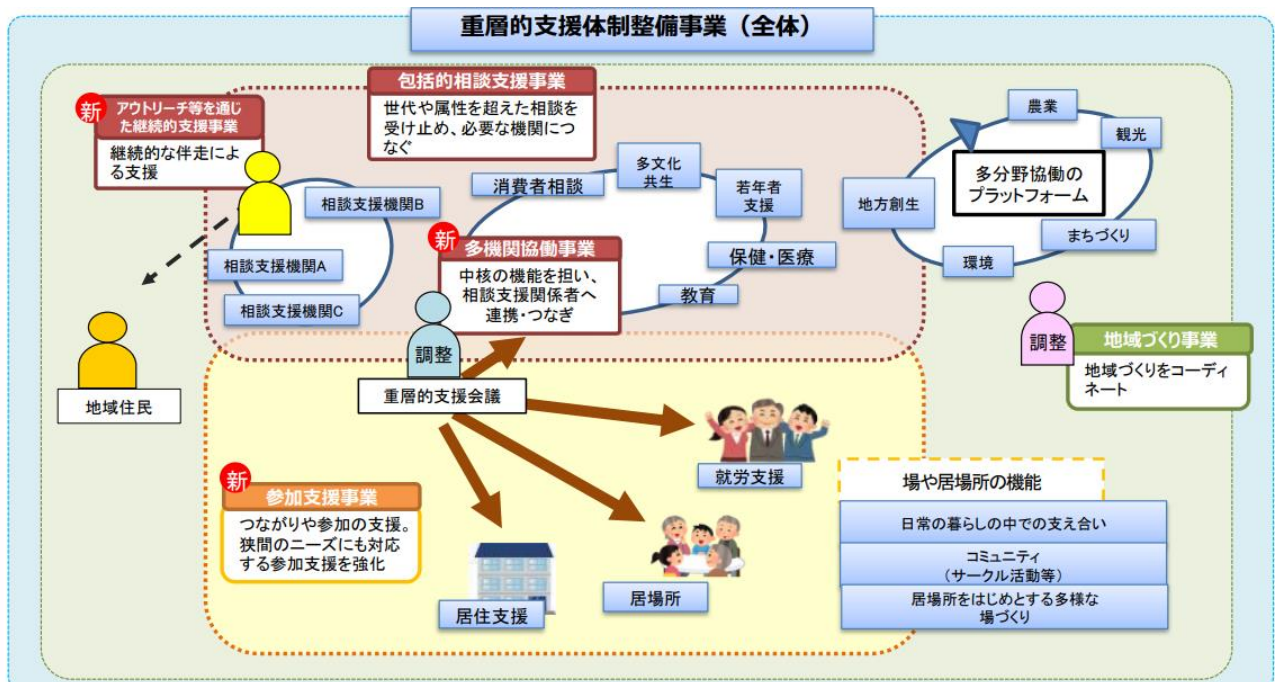 重層的支援体制整備事業（全体）
新
アウトリーチ等を通じ
た継続的支援事業
継続的な伴走によ
る支援
包括的相談支援事業
世代や属性を超えた相談を
受け止め、必要な機関につ
なぐ
相談支援機関B
相談支援機関A
相談支援機関C
消費者相談
多文化
共生
若年者
支援
保健・医療
教育
新
多機関協働事業
中核の機能を担い、
相談支援関係者へ
連携・つなぎ
調整
重層的支援会議
農業
観光
多分野協働の
プラットフォーム
地方創生
まちづくり
環境
調整
地域づくり事業
地域づくりをコーディ
ネート
地域住民
新
参加支援事業
つながりや参加の支援。
狭間のニーズにも対応
する参加支援を強化
就労支援
居場所
居住支援
場や居場所の機能
日常の暮らしの中での支え合い
コミュニティ
（サークル活動等）
居場所をはじめとする多様な
場づくり